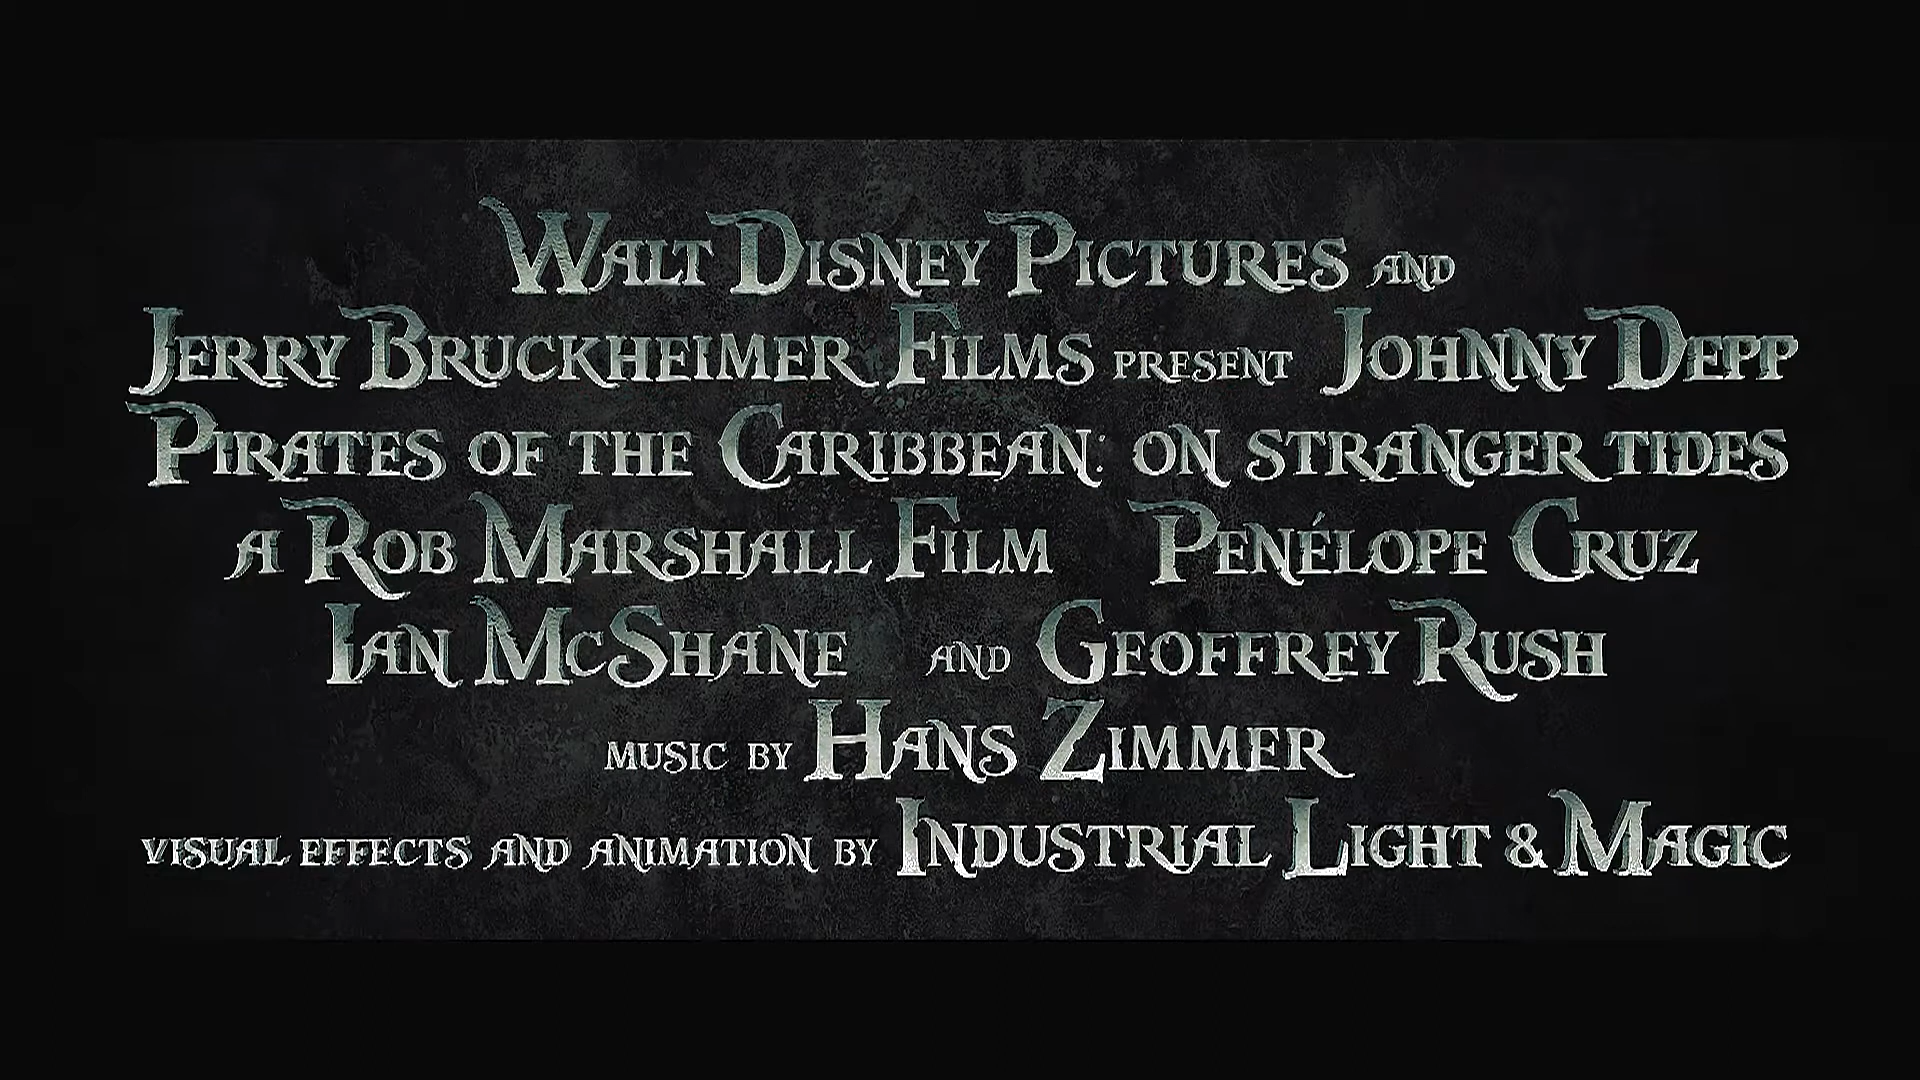 Walt Disney Pictures and
Jerry Bruckheimer Films present Johnny Depp
Pirates of the Caribbean: on stranger tides
a Rob Marshall Film Penélope Cruz
Ian McShane and Geoffrey Rush
music by Hans Zimmer
visual effects and animation by Industrial Light & Magic